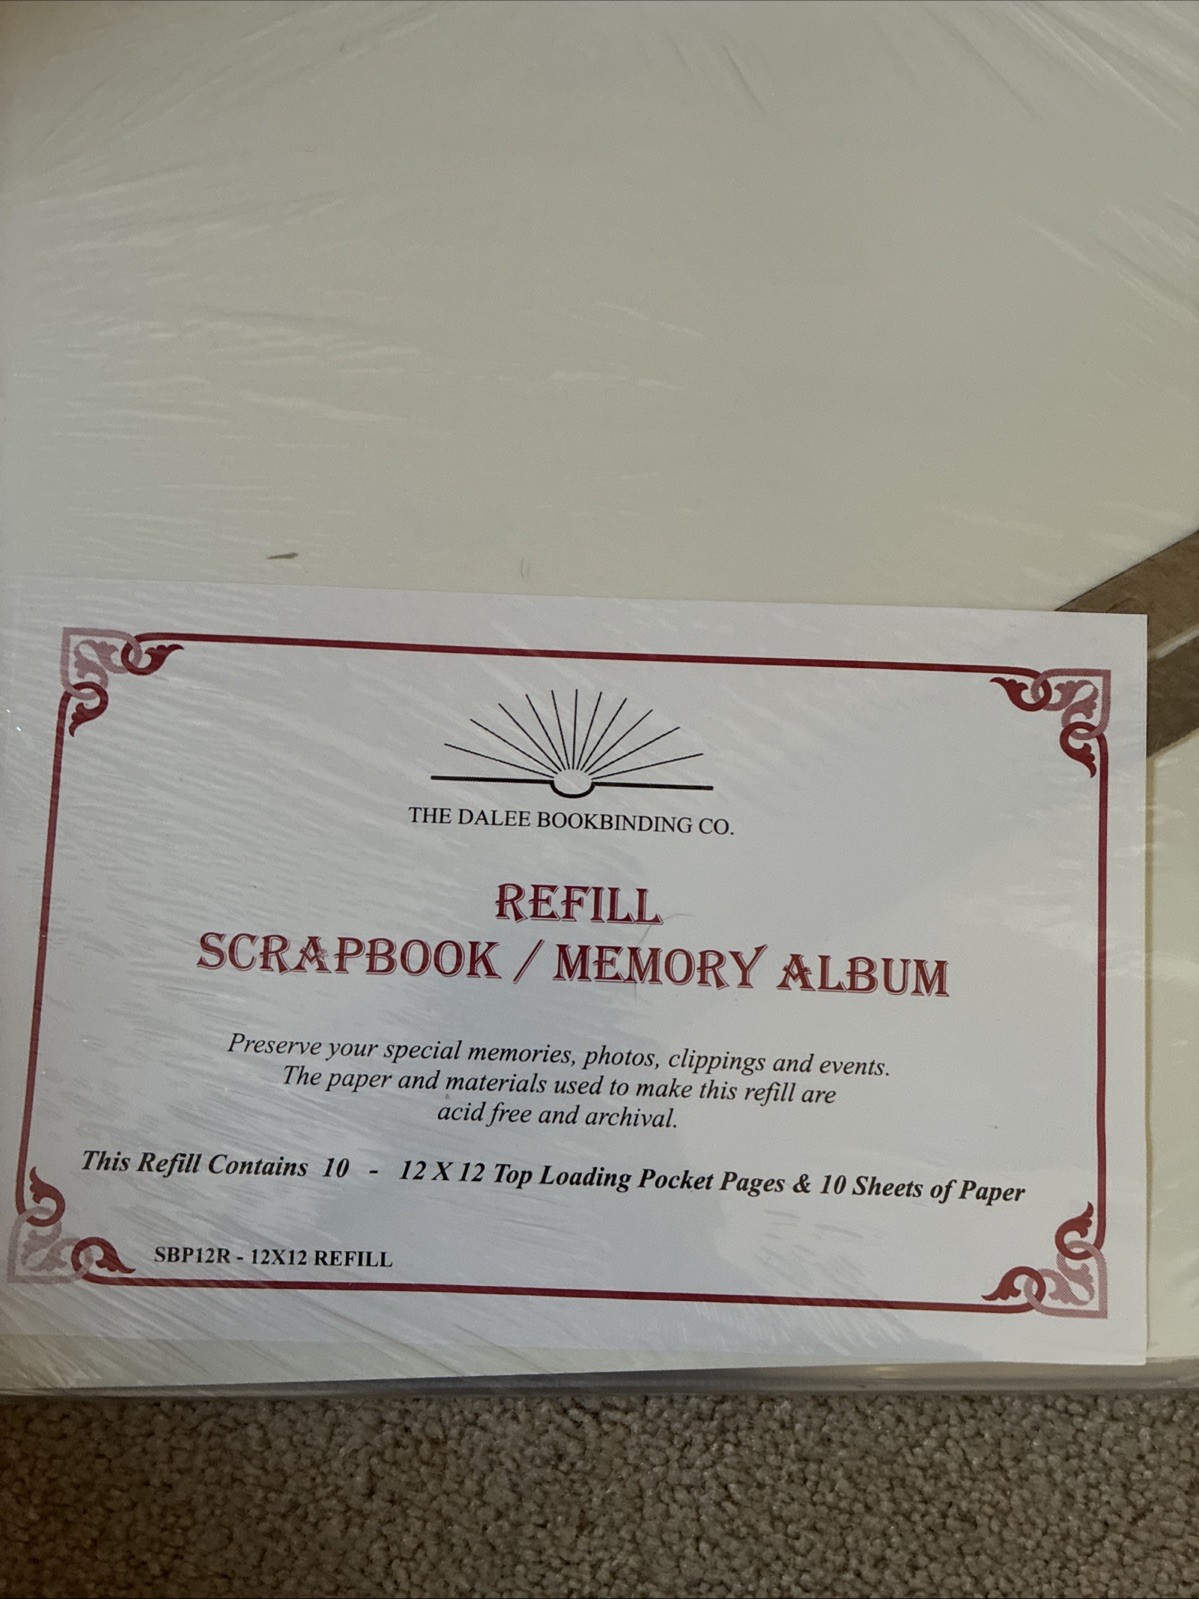 THE DALEE BOOKBINDING CO.
REFILL
SCRAPBOOK / MEMORY ALBUM
Preserve your special memories, photos, clippings and events.
The paper and materials used to make this refill are
acid free and archival.
This Refill Contains 10 - 12 X 12 Top Loading Pocket Pages & 10 Sheets of Paper
SBP12R - 12X12 REFILL